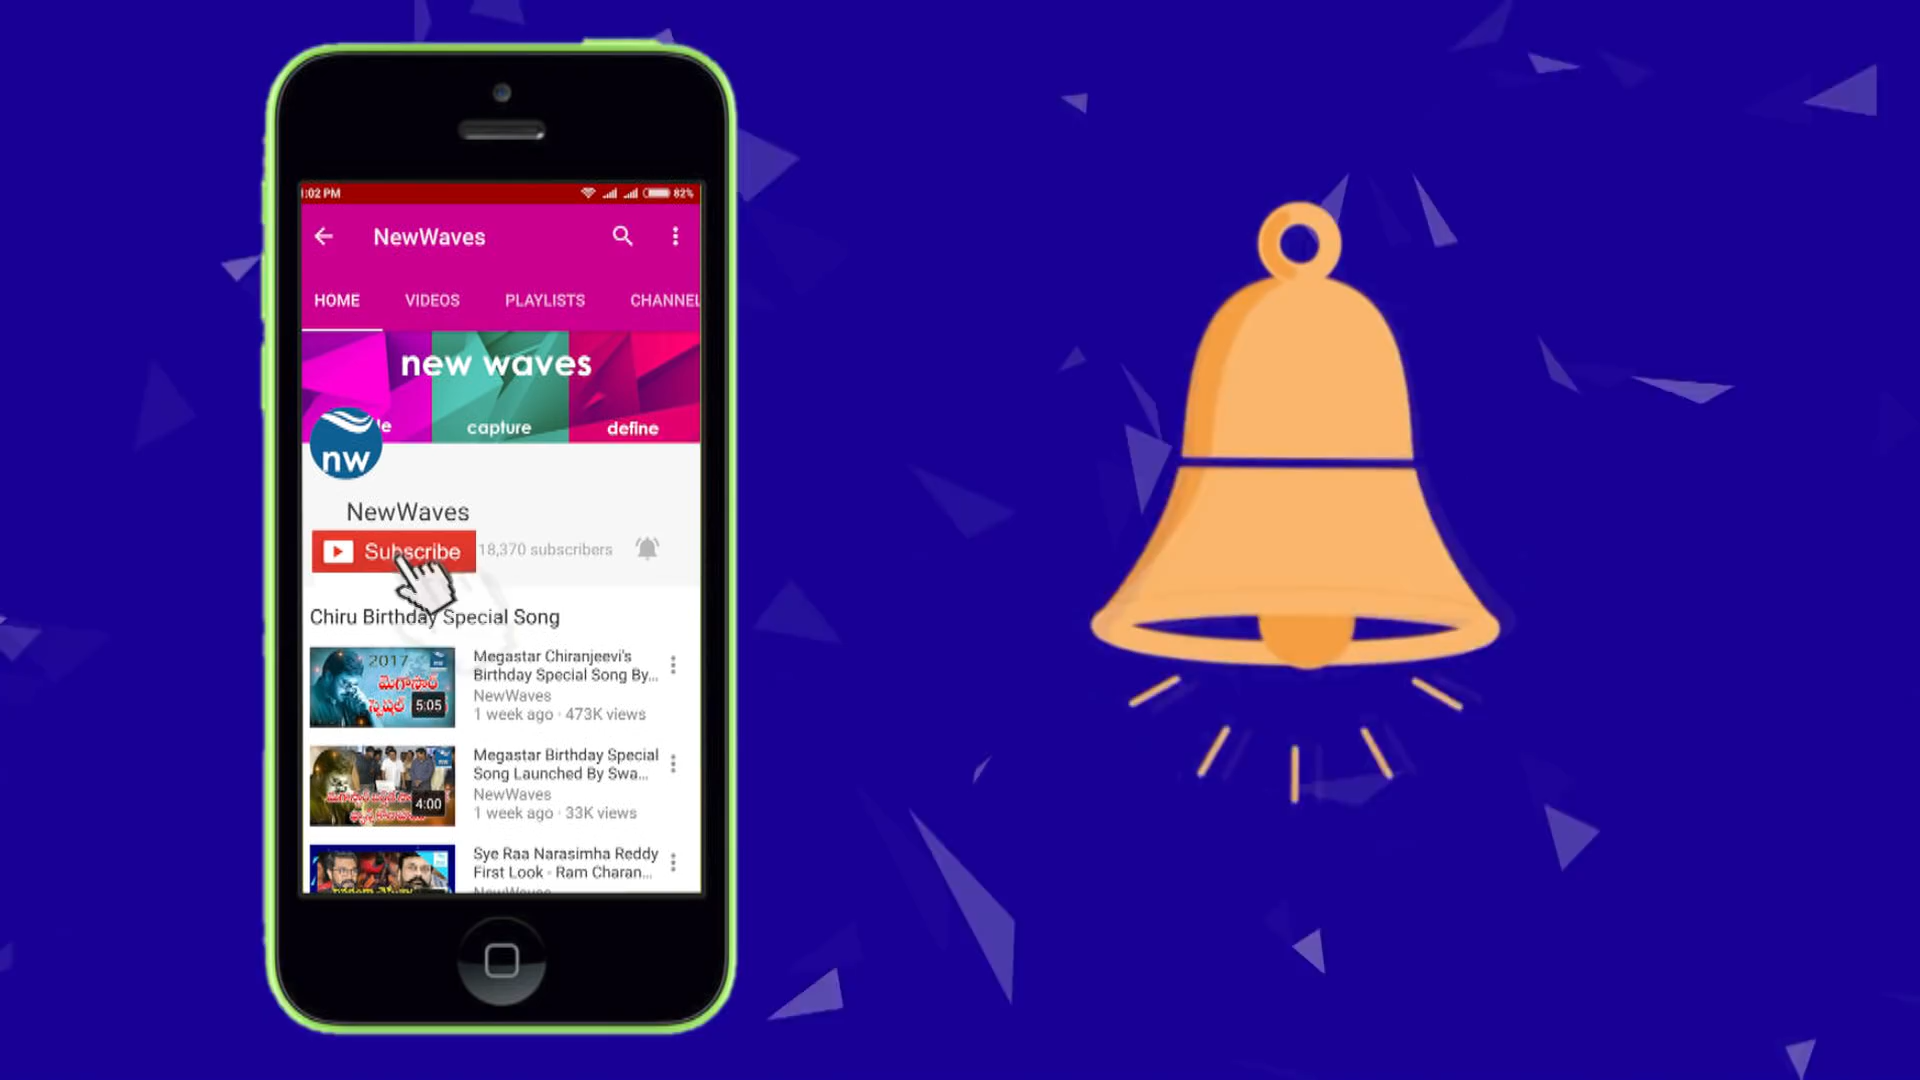 :02 PM
82%
NewWaves
HOME VIDEOS PLAYLISTS CHANNEL
new waves
le capture define
nw
NewWaves
Subscribe 18,370 subscribers
Chiru Birthday Special Song
2017
మెగాస్టార్
స్పెషల్
5:05
Megastar Chiranjeevi's
Birthday Special Song By...
NewWaves
1 week ago · 473K views
4:00
Megastar Birthday Special
Song Launched By Swa...
NewWaves
1 week ago · 33K views
Sye Raa Narasimha Reddy
First Look - Ram Charan...
NewWaves